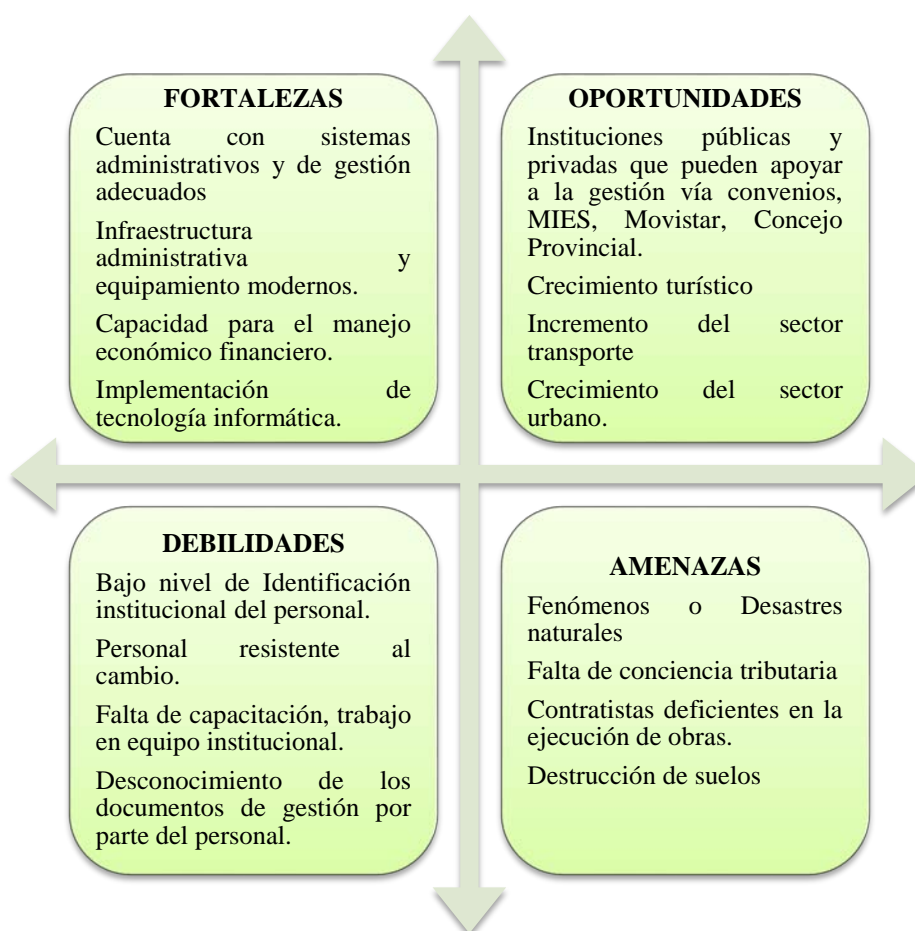 FORTALEZAS
Cuenta con sistemas
administrativos y de gestión
adecuados
Infraestructura
administrativa y
equipamiento modernos.
Capacidad para el manejo
económico financiero.
Implementación de
tecnología informática.
OPORTUNIDADES
Instituciones públicas y
privadas que pueden apoyar
a la gestión vía convenios,
MIES, Movistar, Concejo
Provincial.
Crecimiento turístico
Incremento del sector
transporte
Crecimiento del sector
urbano.
DEBILIDADES
Bajo nivel de Identificación
institucional del personal.
Personal resistente al
cambio.
Falta de capacitación, trabajo
en equipo institucional.
Desconocimiento de los
documentos de gestión por
parte del personal.
AMENAZAS
Fenómenos o Desastres
naturales
Falta de conciencia tributaria
Contratistas deficientes en la
ejecución de obras.
Destrucción de suelos